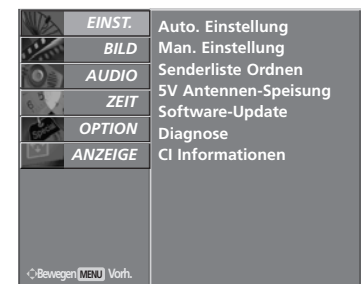 EINST.
BILD
AUDIO
ZEIT
OPTION
ANZEIGE
Auto. Einstellung
Man. Einstellung
Senderliste Ordnen
5V Antennen-Speisung
Software-Update
Diagnose
CI Informationen
Bewegen MENU Vorh.